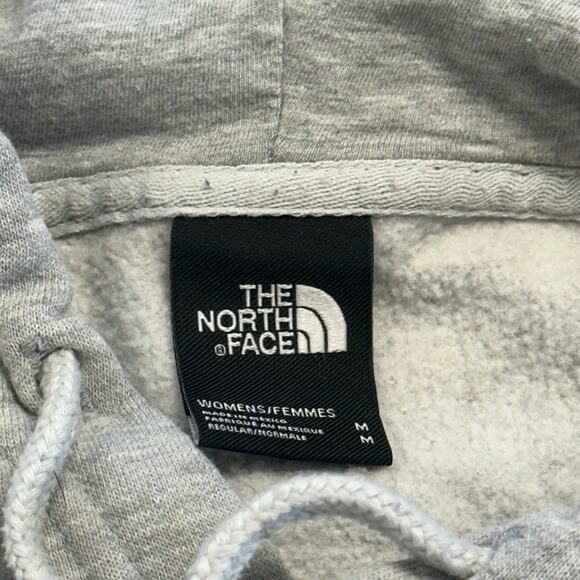 THE
NORTH
® FACE
WOMENS/FEMMES M
MADE IN MEXICO M
FABRIQUÉ AU MEXIQUE
REGULAR/NORMALE